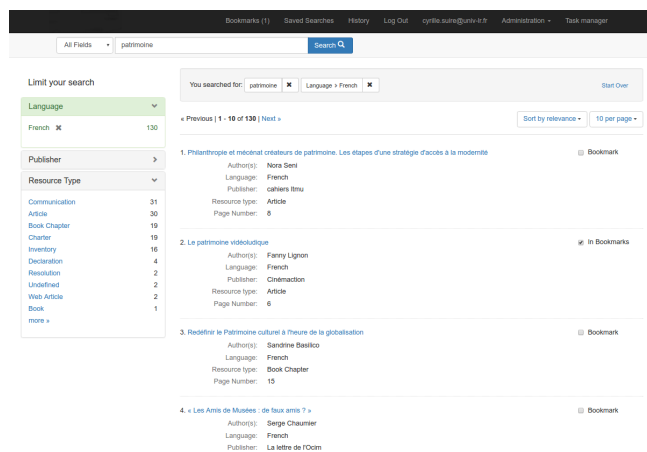 Bookmarks (1) Saved Searches History Log Out cyrille.suire@univ-lr.fr Administration Task manager
All Fields patrimoine Search
Limit your search
You searched for: patrimoine ✖ Language > French ✖ Start Over
Language
French ✖ 130
« Previous | 1 - 10 of 130 | Next » Sort by relevance 10 per page
Publisher
Resource Type
Communication 31
Article 30
Book Chapter 19
Charter 19
Inventory 16
Declaration 4
Resolution 2
Undefined 2
Web Article 2
Book 1
more »
1. Philanthropie et mécénat créateurs de patrimoine. Les étapes d'une stratégie d'accès à la modernité Bookmark
Author(s): Nora Seni
Language: French
Publisher: cahiers ltmu
Resource type: Article
Page Number: 8
2. Le patrimoine vidéoludique In Bookmarks
Author(s): Fanny Lignon
Language: French
Publisher: Cinémaction
Resource type: Article
Page Number: 6
3. Redéfinir le Patrimoine culturel à l'heure de la globalisation Bookmark
Author(s): Sandrine Basilico
Language: French
Resource type: Book Chapter
Page Number: 15
4. « Les Amis de Musées : de faux amis ? » Bookmark
Author(s): Serge Chaumier
Language: French
Publisher: La lettre de l'Ocim